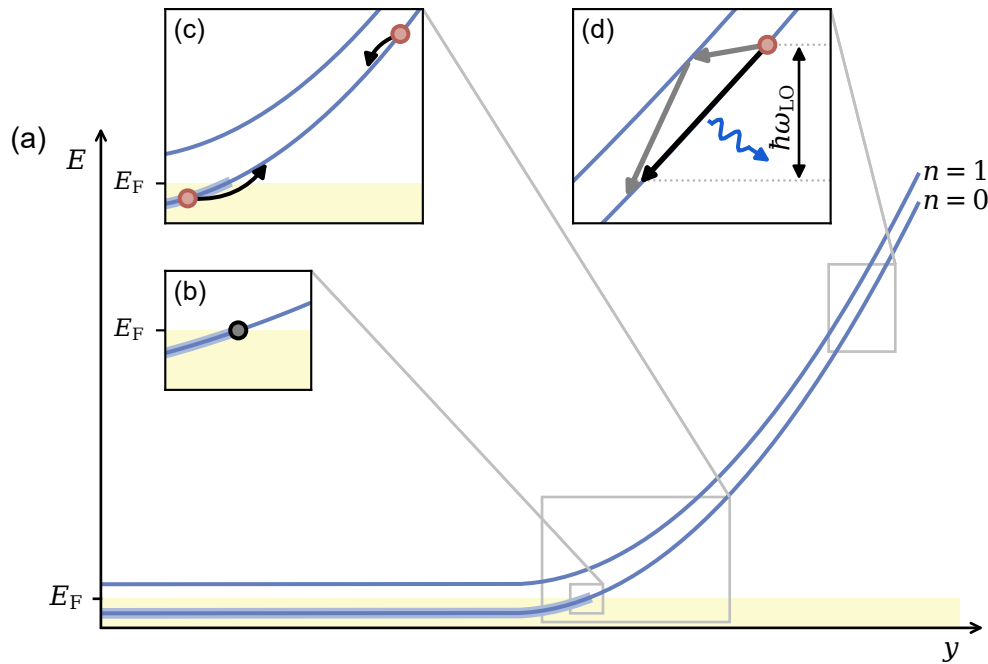 (a)
E
E_F
(c)
E_F
(d)
ℏω_LO
(b)
E_F
n = 1
n = 0
y